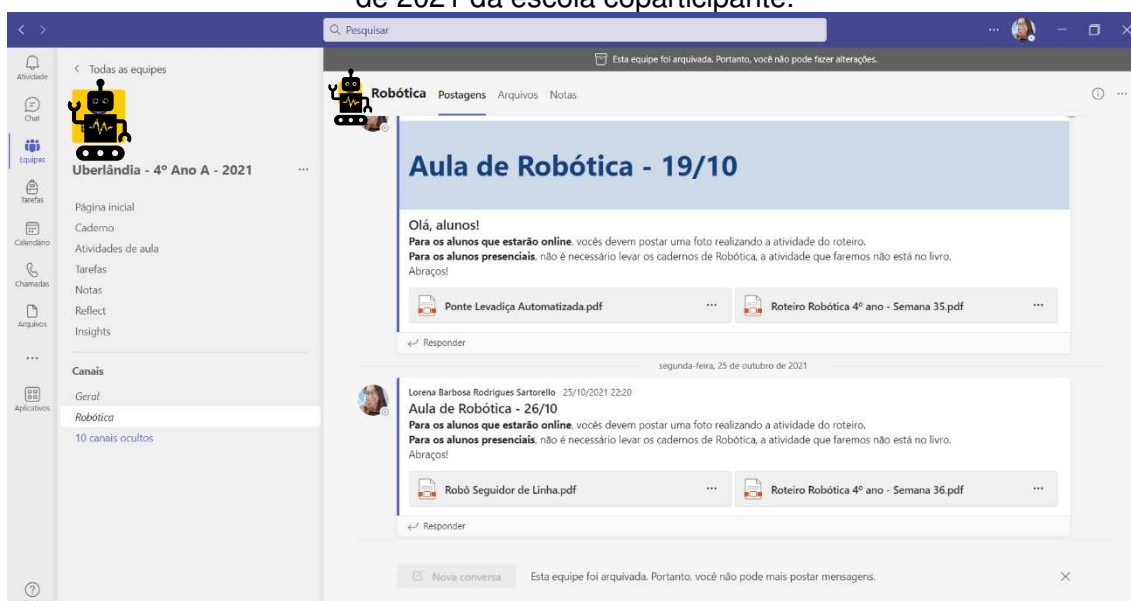 de 2021 da escola coparticipante.
Pesquisar
Atividade
Chat
Equipes
Tarefas
Calendário
Chamadas
Arquivos
Aplicativos
Todas as equipes
Uberlândia - 4º Ano A - 2021
Página inicial
Caderno
Atividades de aula
Tarefas
Notas
Reflect
Insights
Canais
Geral
Robótica
10 canais ocultos
Esta equipe foi arquivada. Portanto, você não pode fazer alterações.
Robótica Postagens Arquivos Notas
Aula de Robótica - 19/10
Olá, alunos!
Para os alunos que estarão online, vocês devem postar uma foto realizando a atividade do roteiro.
Para os alunos presenciais, não é necessário levar os cadernos de Robótica, a atividade que faremos não está no livro.
Abraços!
Ponte Levadiça Automatizada.pdf
Roteiro Robótica 4º ano - Semana 35.pdf
Responder
segunda-feira, 25 de outubro de 2021
Lorena Barbosa Rodrigues Sartorello 25/10/2021 22:20
Aula de Robótica - 26/10
Para os alunos que estarão online, vocês devem postar uma foto realizando a atividade do roteiro.
Para os alunos presenciais, não é necessário levar os cadernos de Robótica, a atividade que faremos não está no livro.
Abraços!
Robô Seguidor de Linha.pdf
Roteiro Robótica 4º ano - Semana 36.pdf
Responder
Nova conversa
Esta equipe foi arquivada. Portanto, você não pode mais postar mensagens.